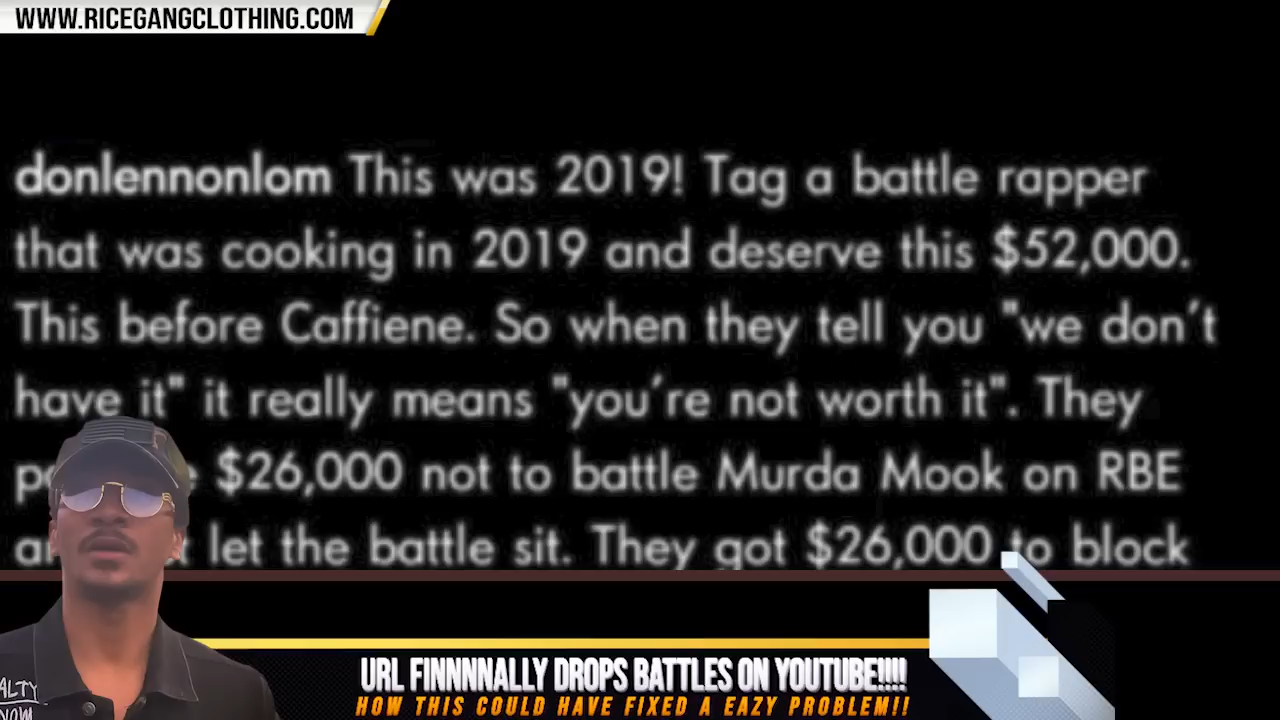 WWW.RICEGANGCLOTHING.COM
donlennonlom This was 2019! Tag a battle rapper
that was cooking in 2019 and deserve this $52,000.
This before Caffiene. So when they tell you "we don't
have it" it really means "you're not worth it". They
$26,000 not to battle Murda Mook on RBE
let the battle sit. They got $26,000 to block
URL FINNNNALLY DROPS BATTLES ON YOUTUBE!!!!
HOW THIS COULD HAVE FIXED A EAZY PROBLEM!!
ALTY
NOW